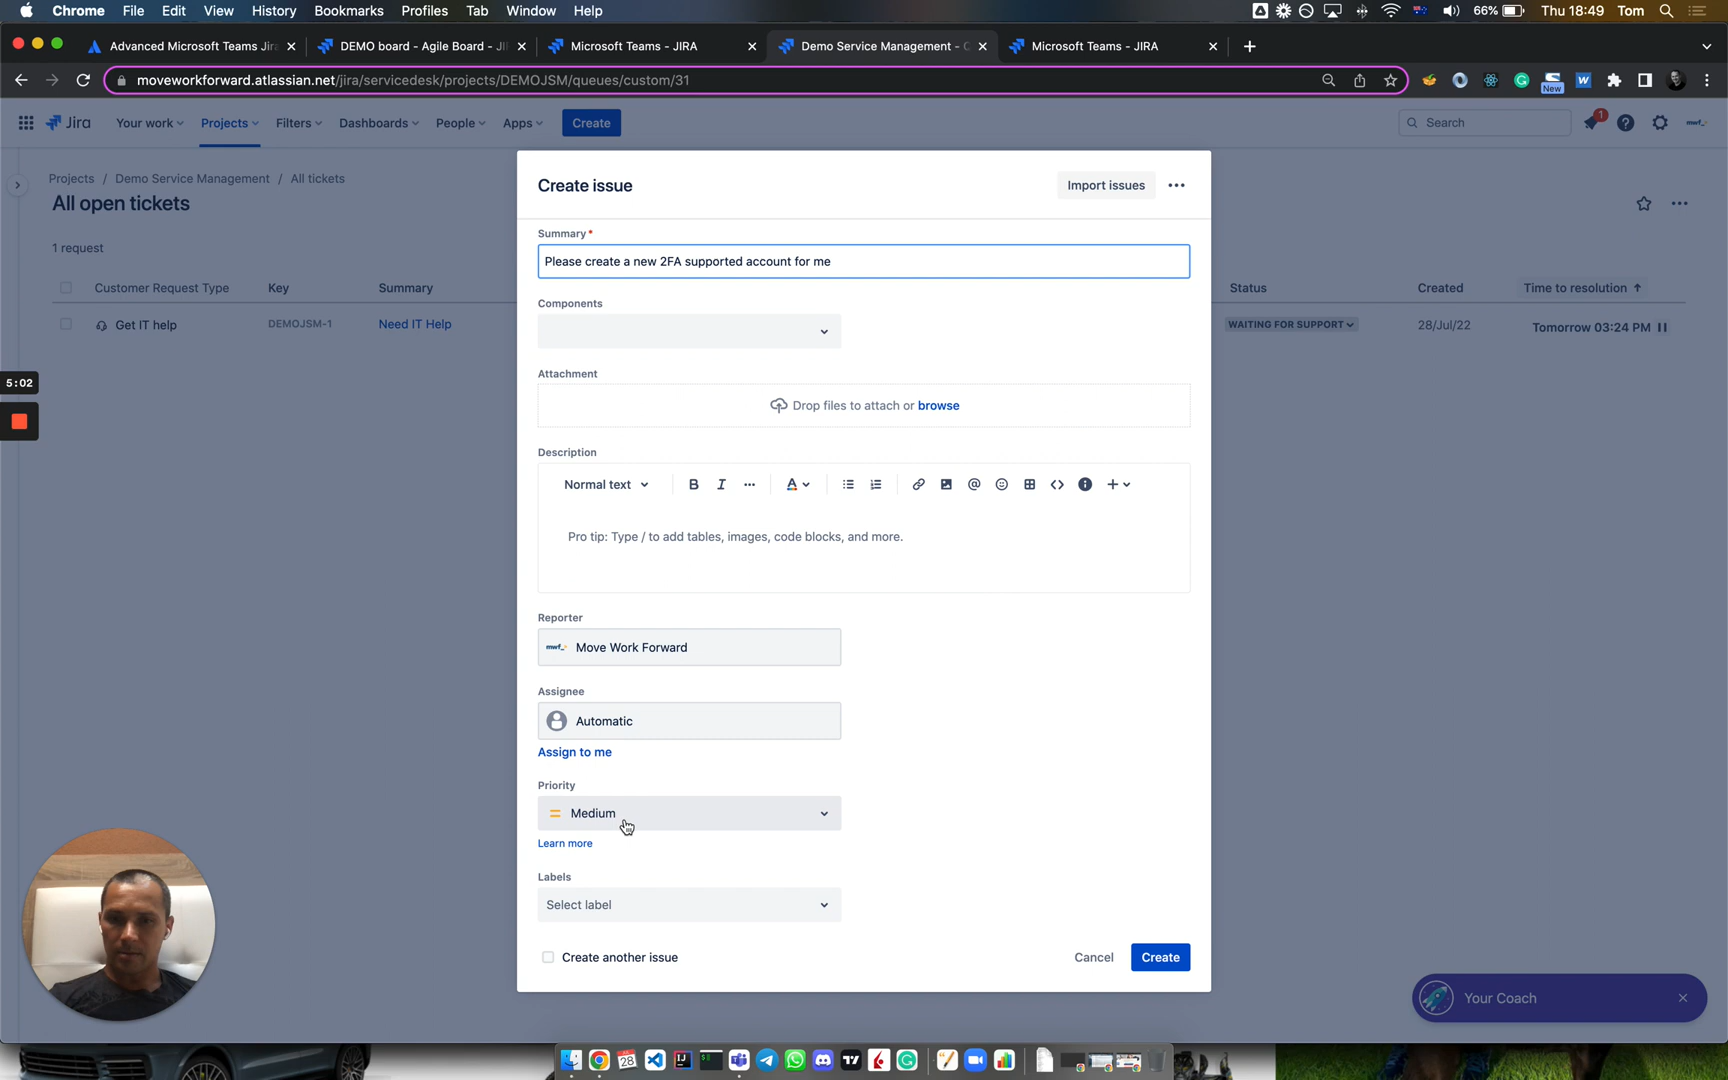 Chrome File Edit View History Bookmarks Profiles Tab Window Help
66% Thu 18:49 Tom
Advanced Microsoft Teams Jira
DEMO board - Agile Board - JI
Microsoft Teams - JIRA
Demo Service Management - C
Microsoft Teams - JIRA
moveworkforward.atlassian.net/jira/servicedesk/projects/DEMOJSM/queues/custom/31
New
W
Jira Your work Projects Filters Dashboards People Apps Create
Search
1
mwf_
Projects / Demo Service Management / All tickets
All open tickets
1 request
Customer Request Type Key Summary
Status Created Time to resolution
Get IT help DEMOJSM-1 Need IT Help
WAITING FOR SUPPORT 28/Jul/22 Tomorrow 03:24 PM
5:02
Create issue
Import issues
Summary*
Please create a new 2FA supported account for me
Components
Attachment
Drop files to attach or browse
Description
Normal text B I A
Pro tip: Type / to add tables, images, code blocks, and more.
Reporter
mwf_ Move Work Forward
Assignee
Automatic
Assign to me
Priority
Medium
Learn more
Labels
Select label
Create another issue
Cancel
Create
Your Coach
28